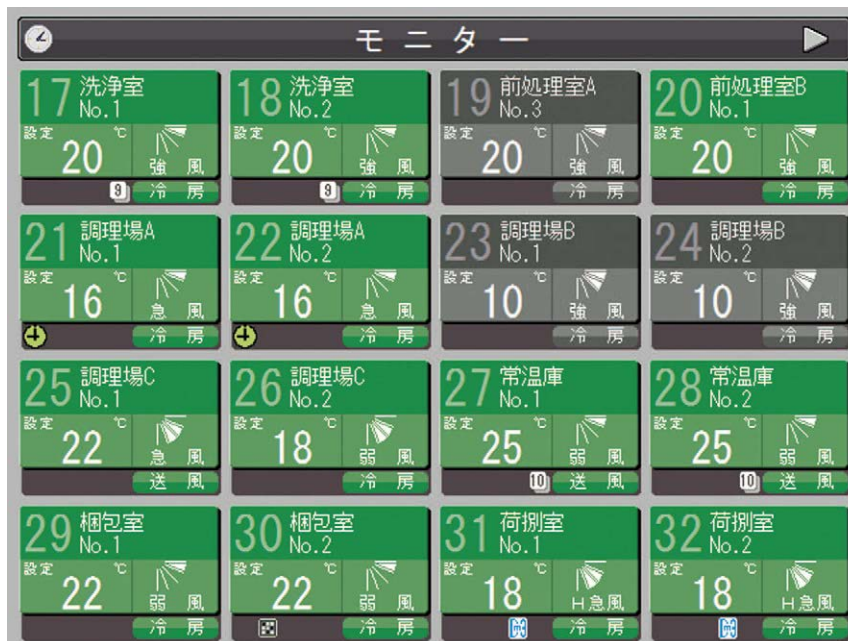 モニター
17 洗浄室 No.1
設定 20 ℃ 強風
9 冷房
18 洗浄室 No.2
設定 20 ℃ 強風
9 冷房
19 前処理室A No.3
設定 20 ℃ 強風
冷房
20 前処理室B No.1
設定 20 ℃ 強風
冷房
21 調理場A No.1
設定 16 ℃ 急風
冷房
22 調理場A No.2
設定 16 ℃ 急風
冷房
23 調理場B No.1
設定 10 ℃ 強風
冷房
24 調理場B No.2
設定 10 ℃ 強風
冷房
25 調理場C No.1
設定 22 ℃ 急風
送風
26 調理場C No.2
設定 18 ℃ 弱風
冷房
27 常温庫 No.1
設定 25 ℃ 弱風
10 送風
28 常温庫 No.2
設定 25 ℃ 弱風
10 送風
29 梱包室 No.1
設定 22 ℃ 弱風
冷房
30 梱包室 No.2
設定 22 ℃ 弱風
冷房
31 荷捌室 No.1
設定 18 ℃ H急風
冷房
32 荷捌室 No.2
設定 18 ℃ H急風
冷房